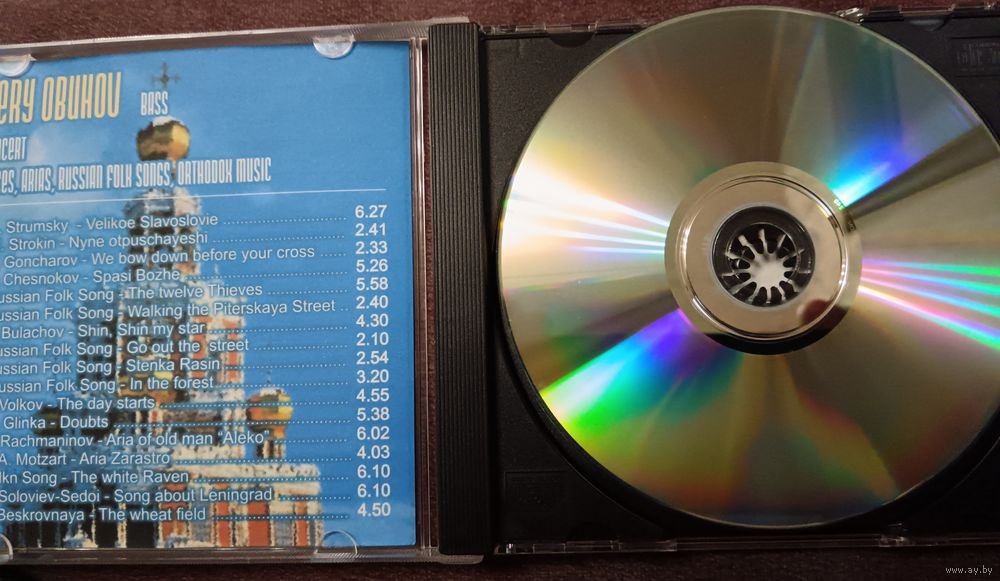 ERY OBUHOV BASS
CERT
ES, ARIAS, RUSSIAN FOLK SONGS, ORTHODOX MUSIC
. Strumsky - Velikoe Slavoslovie 6.27
. Strokin - Nyne otpuschayeshi 2.41
Goncharov - We bow down before your cross 2.33
Chesnokov - Spasi Bozhe 5.26
ussian Folk Song - The twelve Thieves 5.58
ussian Folk Song - Walking the Piterskaya Street 2.40
Bulachov - Shin, Shin my star 4.30
ussian Folk Song - Go out the street 2.10
ussian Folk Song - Stenka Rasin 2.54
ussian Folk Song - In the forest 3.20
Volkov - The day starts 4.55
Glinka - Doubts 5.38
Rachmaninov - Aria of old man "Aleko" 6.02
A. Motzart - Aria Zarastro 4.03
lkn Song - The white Raven 6.10
Soloviev-Sedoi - Song about Leningrad 6.10
Beskrovnaya - The wheat field 4.50
www.ay.by